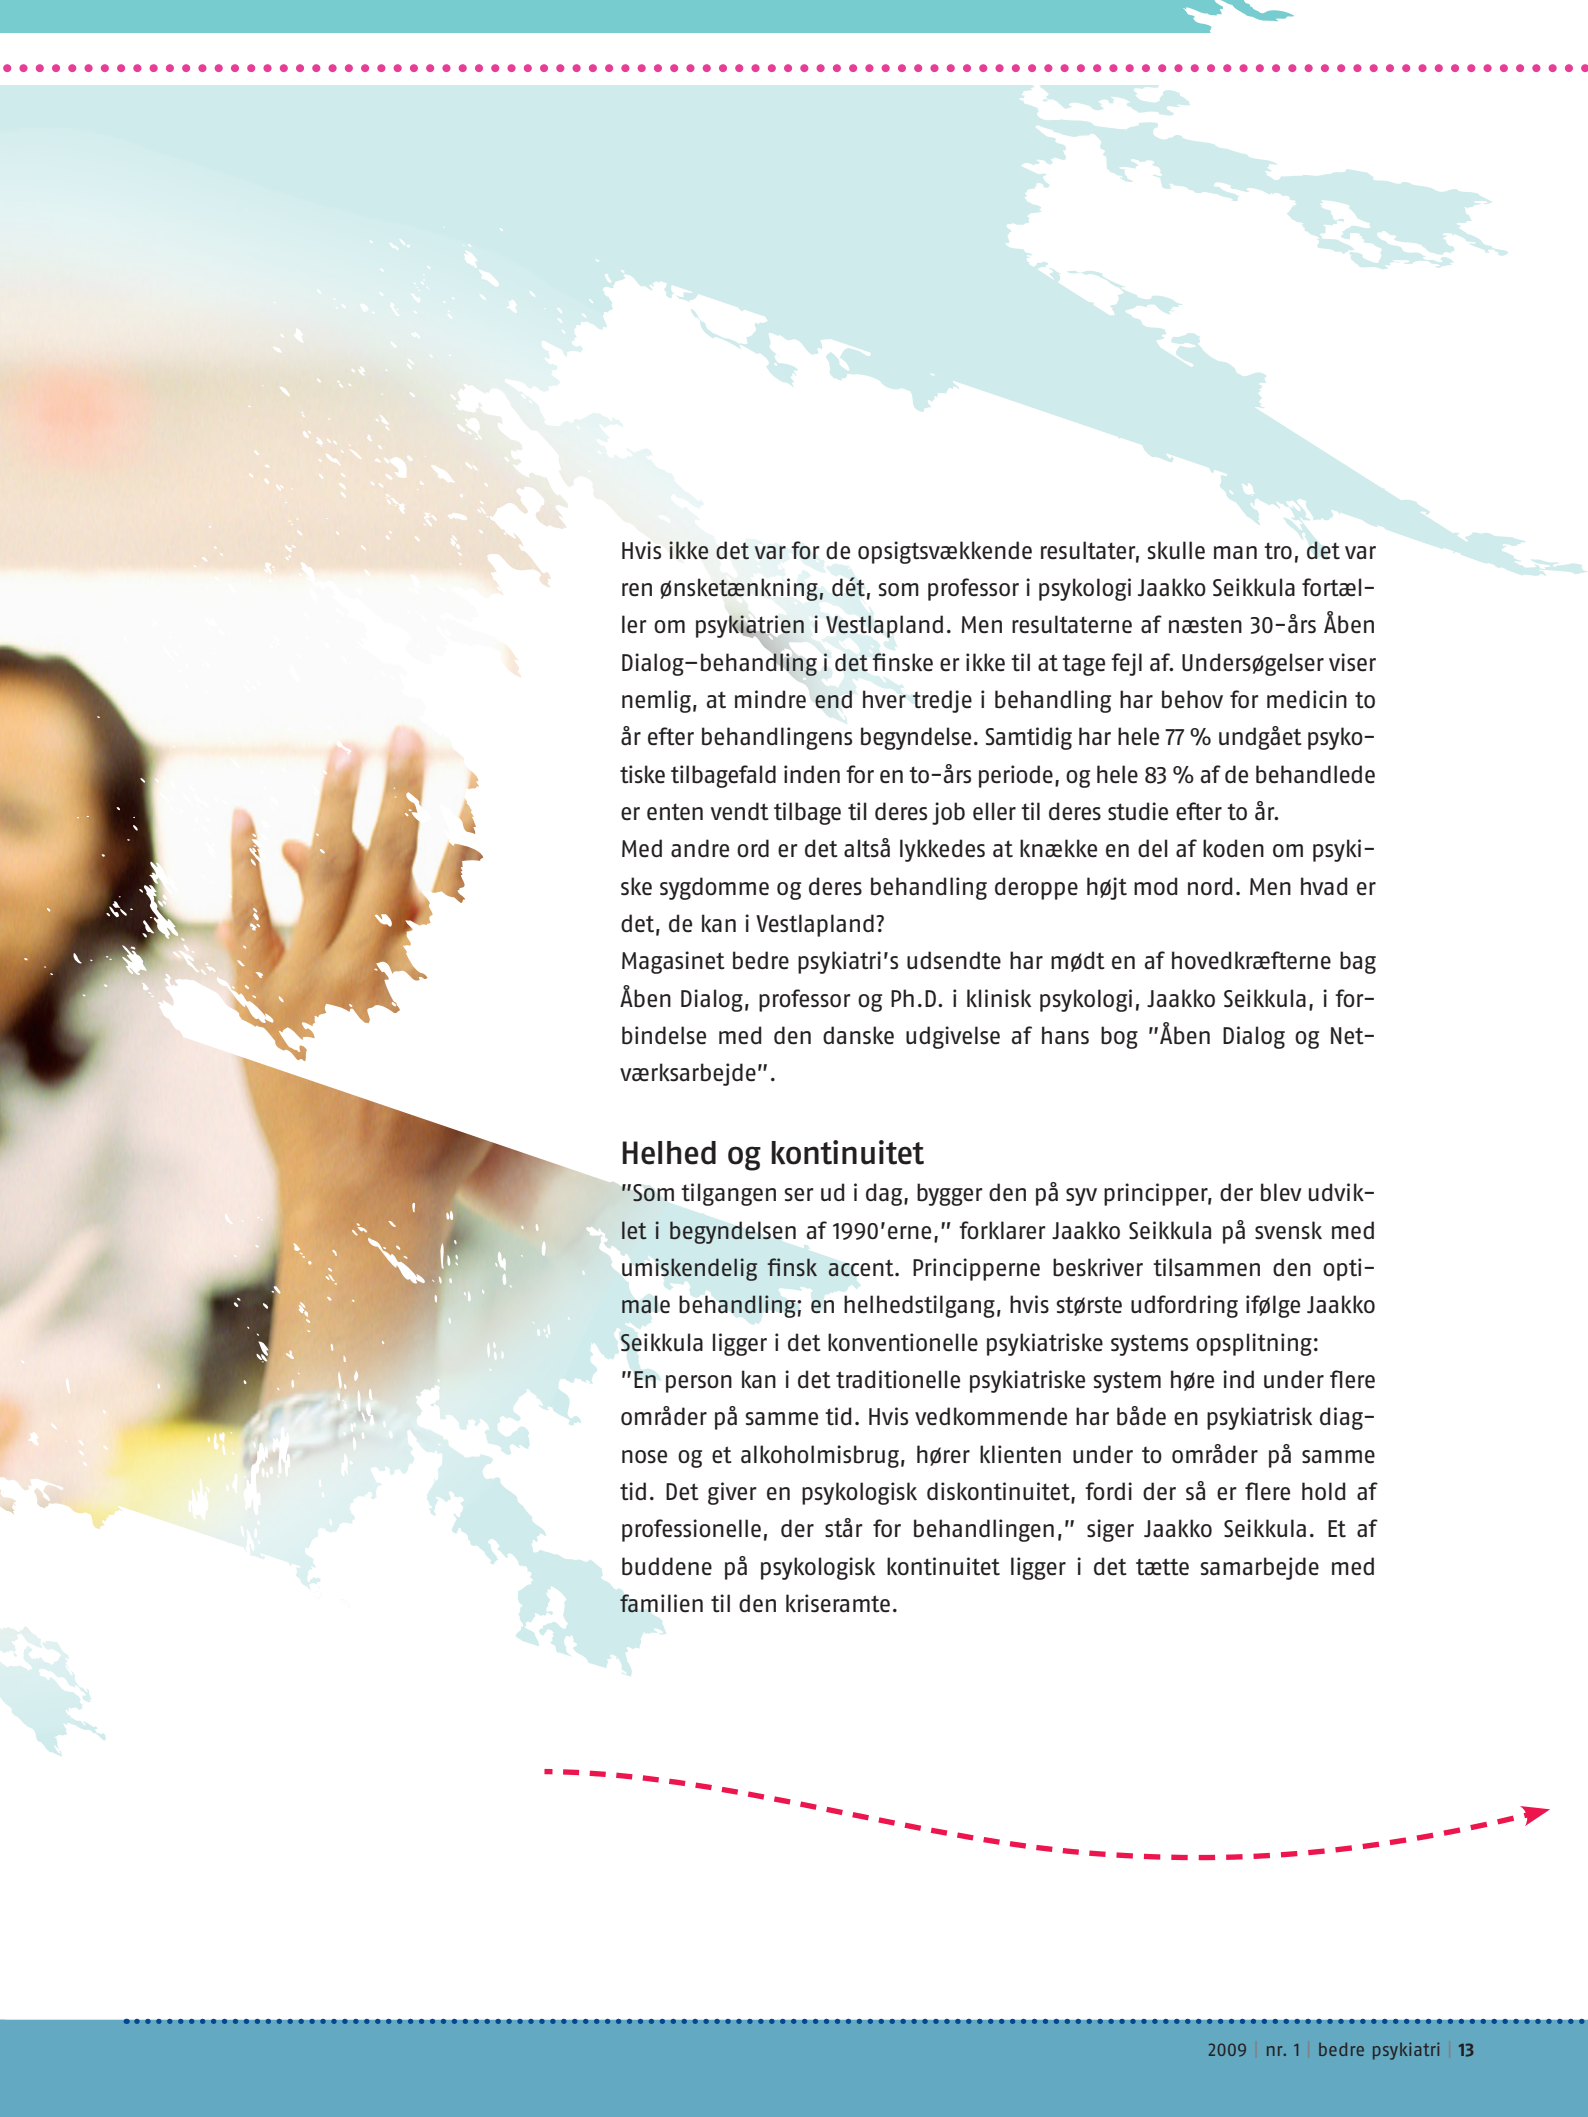 Hvis ikke det var for de opsigtsvækkende resultater, skulle man tro, det var
ren ønsketænkning, dét, som professor i psykologi Jaakko Seikkula fortæl-
ler om psykiatrien i Vestlapland. Men resultaterne af næsten 30-års Åben
Dialog–behandling i det finske er ikke til at tage fejl af. Undersøgelser viser
nemlig, at mindre end hver tredje i behandling har behov for medicin to
år efter behandlingens begyndelse. Samtidig har hele 77 % undgået psyko-
tiske tilbagefald inden for en to-års periode, og hele 83 % af de behandlede
er enten vendt tilbage til deres job eller til deres studie efter to år.
Med andre ord er det altså lykkedes at knække en del af koden om psyki-
ske sygdomme og deres behandling deroppe højt mod nord. Men hvad er
det, de kan i Vestlapland?
Magasinet bedre psykiatri's udsendte har mødt en af hovedkræfterne bag
Åben Dialog, professor og Ph.D. i klinisk psykologi, Jaakko Seikkula, i for-
bindelse med den danske udgivelse af hans bog "Åben Dialog og Net-
værksarbejde".
Helhed og kontinuitet
"Som tilgangen ser ud i dag, bygger den på syv principper, der blev udvik-
let i begyndelsen af 1990'erne," forklarer Jaakko Seikkula på svensk med
umiskendelig finsk accent. Principperne beskriver tilsammen den opti-
male behandling; en helhedstilgang, hvis største udfordring ifølge Jaakko
Seikkula ligger i det konventionelle psykiatriske systems opsplitning:
"En person kan i det traditionelle psykiatriske system høre ind under flere
områder på samme tid. Hvis vedkommende har både en psykiatrisk diag-
nose og et alkoholmisbrug, hører klienten under to områder på samme
tid. Det giver en psykologisk diskontinuitet, fordi der så er flere hold af
professionelle, der står for behandlingen," siger Jaakko Seikkula. Et af
buddene på psykologisk kontinuitet ligger i det tætte samarbejde med
familien til den kriseramte.
2009 | nr. 1 | bedre psykiatri | 13